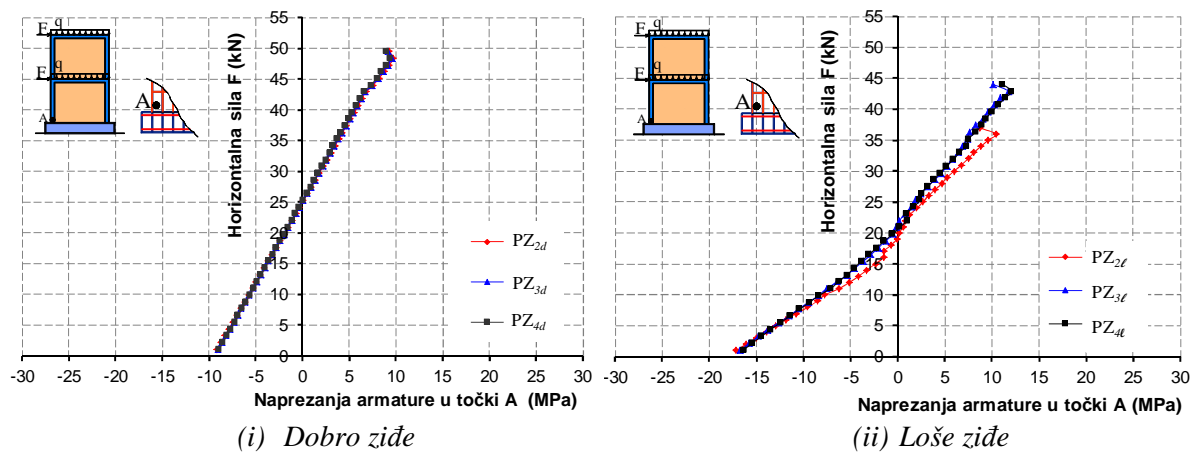 F
q
F
q
A
A
Horizontalna sila F (kN)
60
55
50
45
40
35
30
25
20
15
10
5
0
-30 -25 -20 -15 -10 -5 0 5 10 15 20 25 30
Naprezanja armature u točki A (MPa)
PZ2d
PZ3d
PZ4d
(i) Dobro ziđe
F
q
F
q
A
A
Horizontalna sila F (kN)
60
55
50
45
40
35
30
25
20
15
10
5
0
-30 -25 -20 -15 -10 -5 0 5 10 15 20 25 30
Naprezanja armature u točki A (MPa)
PZ2ℓ
PZ3ℓ
PZ4ℓ
(ii) Loše ziđe